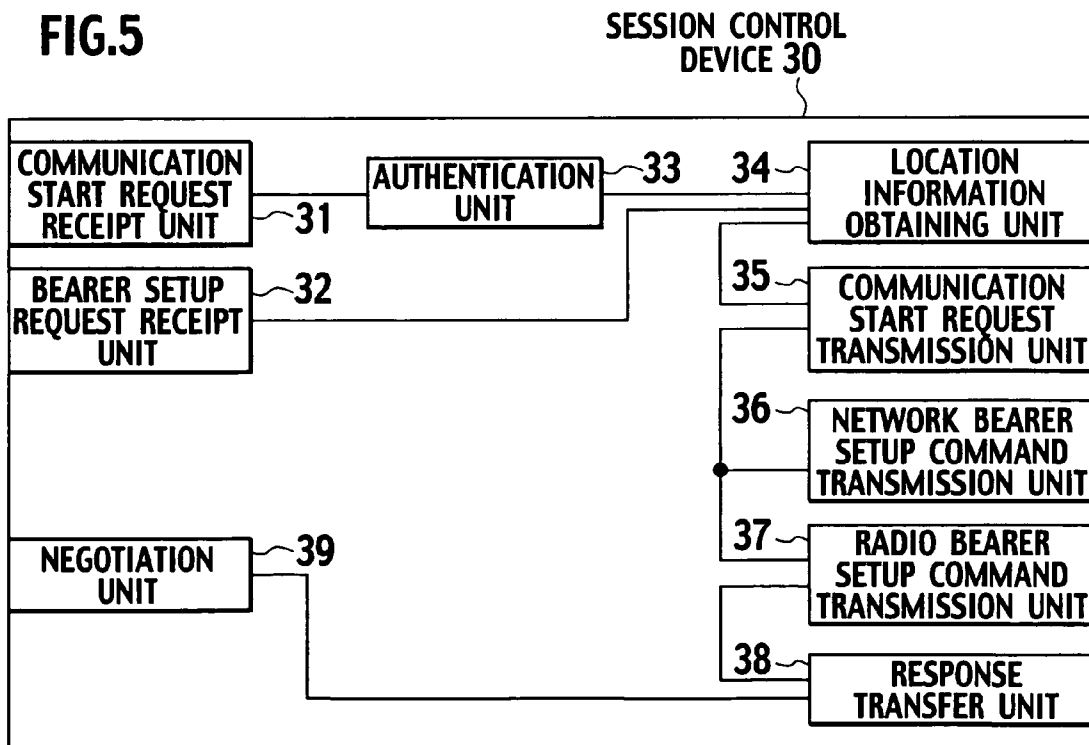 FIG.5
SESSION CONTROL
DEVICE 30
COMMUNICATION
START REQUEST
RECEIPT UNIT
31
AUTHENTICATION
UNIT
33
34
LOCATION
INFORMATION
OBTAINING UNIT
BEARER SETUP
REQUEST RECEIPT
UNIT
32
35
COMMUNICATION
START REQUEST
TRANSMISSION UNIT
36
NETWORK BEARER
SETUP COMMAND
TRANSMISSION UNIT
NEGOTIATION
UNIT
39
37
RADIO BEARER
SETUP COMMAND
TRANSMISSION UNIT
38
RESPONSE
TRANSFER UNIT